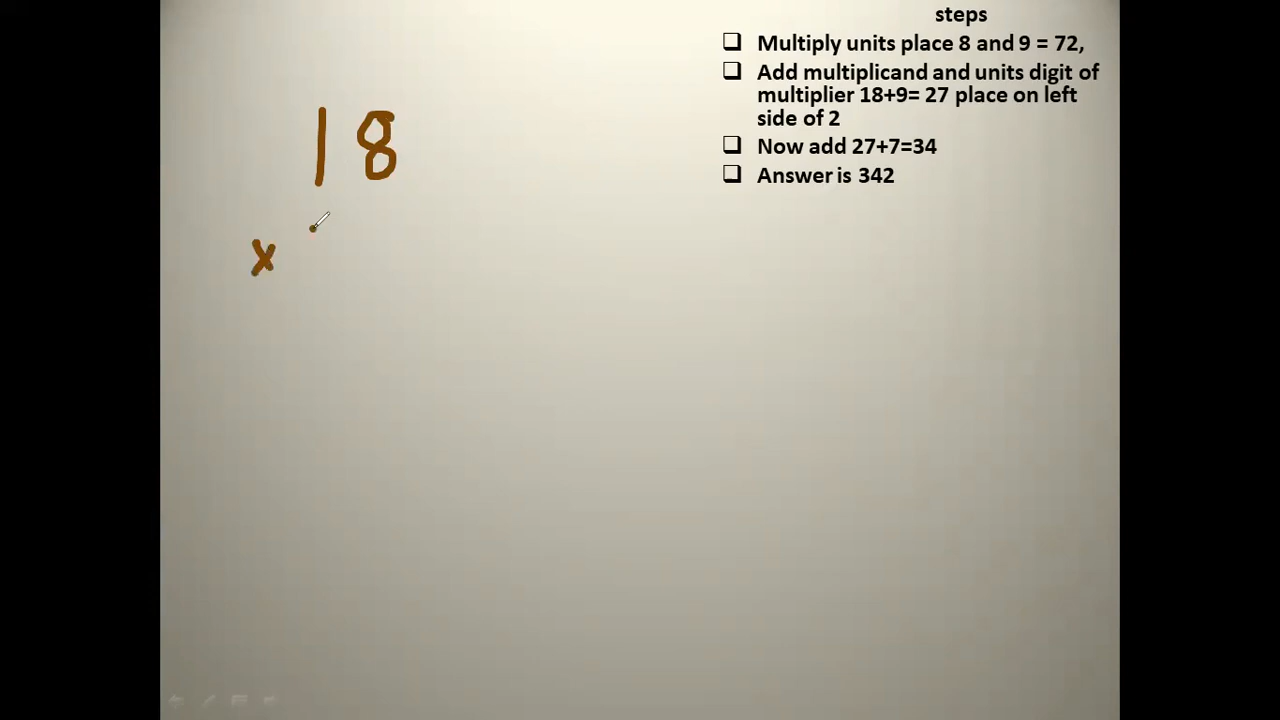 steps
❑ Multiply units place 8 and 9 = 72,
❑ Add multiplicand and units digit of
multiplier 18+9= 27 place on left
side of 2
❑ Now add 27+7=34
❑ Answer is 342
18
x